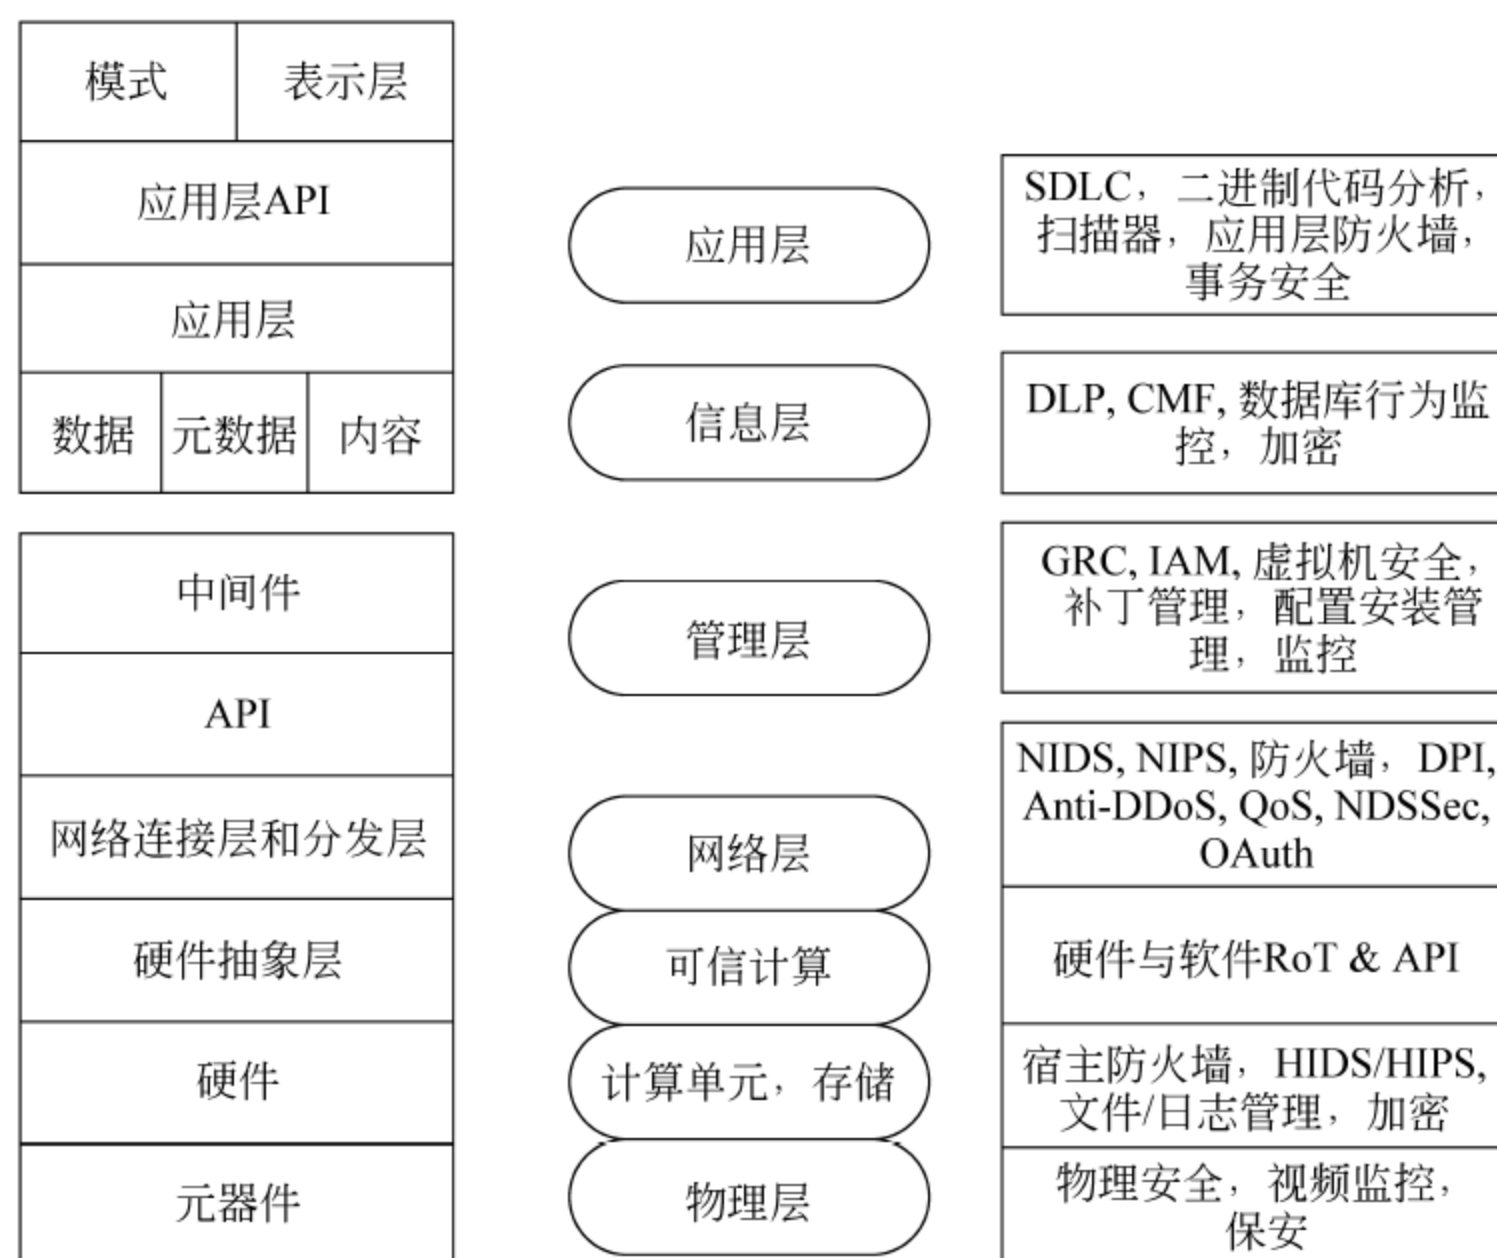 模式
表示层
应用层API
应用层
数据
元数据
内容
中间件
API
网络连接层和分发层
硬件抽象层
硬件
元器件
应用层
信息层
管理层
网络层
可信计算
计算单元，存储
物理层
SDLC，二进制代码分析，
扫描器，应用层防火墙，
事务安全
DLP, CMF, 数据库行为监
控，加密
GRC, IAM, 虚拟机安全，
补丁管理，配置安装管
理，监控
NIDS, NIPS, 防火墙，DPI,
Anti-DDoS, QoS, NDSSec,
OAuth
硬件与软件RoT & API
宿主防火墙，HIDS/HIPS,
文件/日志管理，加密
物理安全，视频监控，
保安